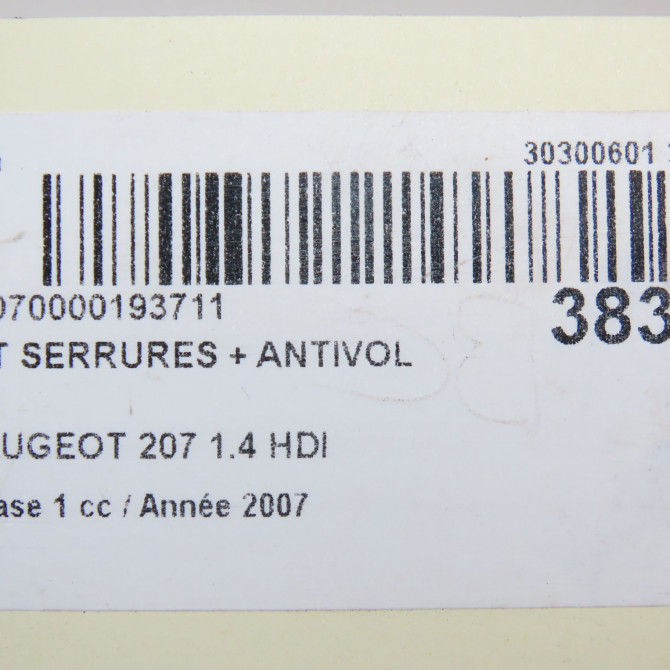 30300601
070000193711
383
T SERRURES + ANTIVOL
UGEOT 207 1.4 HDI
ase 1 cc / Année 2007